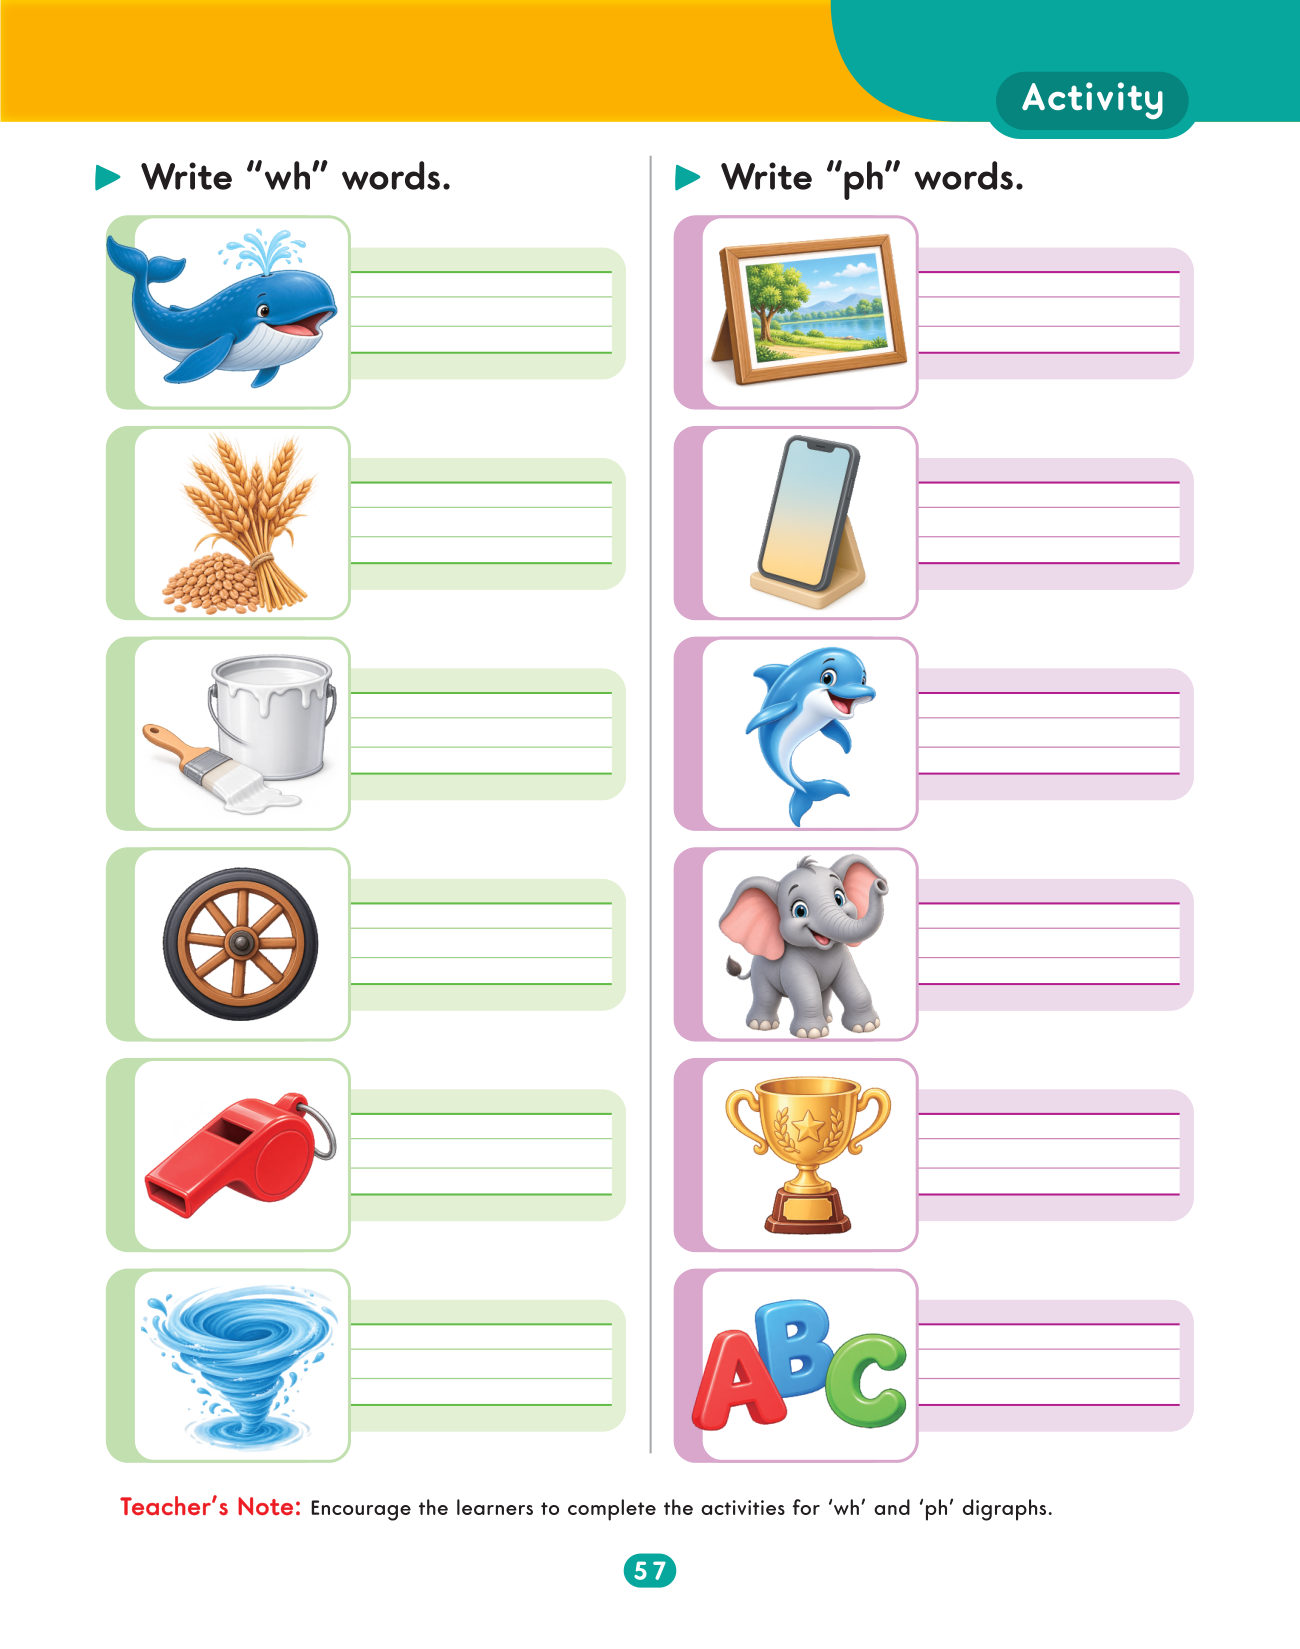 Activity
Write “wh” words.
Write “ph” words.
ABC
Teacher’s Note: Encourage the learners to complete the activities for ‘wh’ and ‘ph’ digraphs.
57